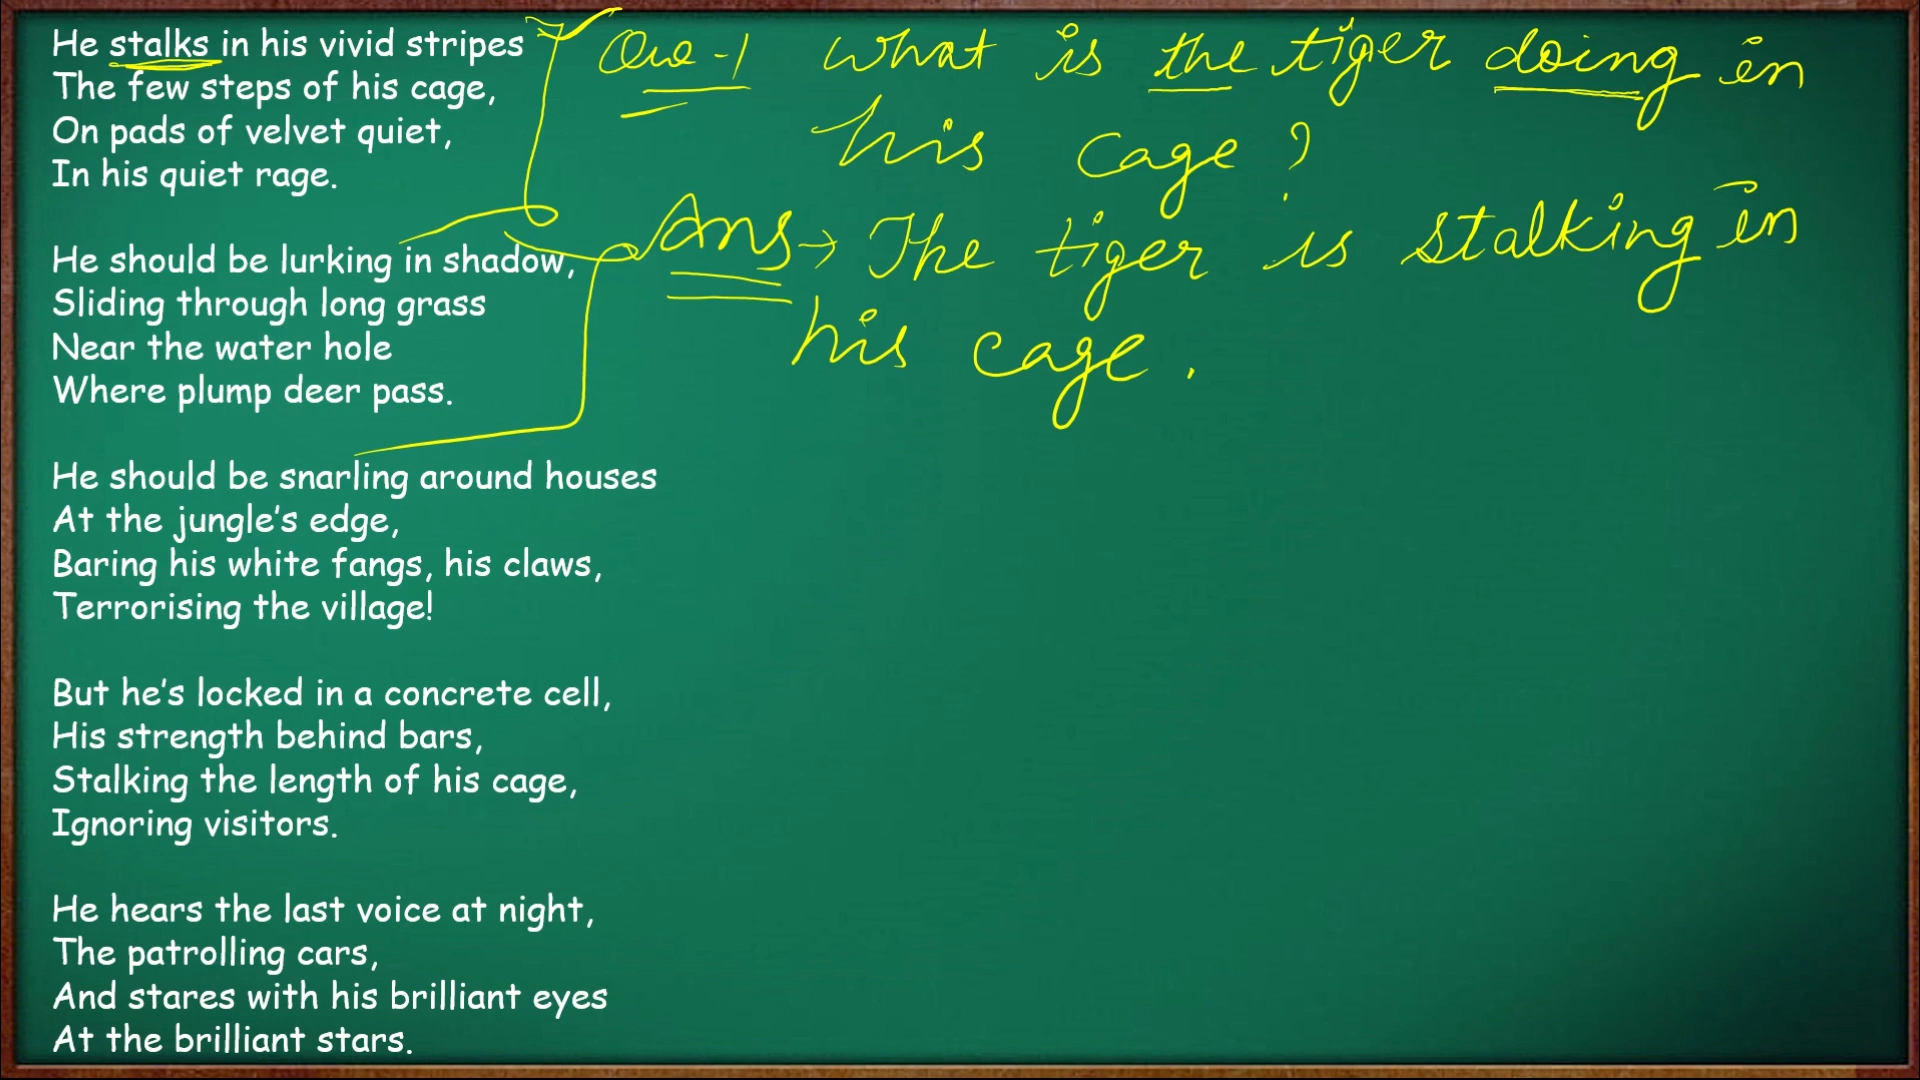 He stalks in his vivid stripes
The few steps of his cage,
On pads of velvet quiet,
In his quiet rage.
He should be lurking in shadow,
Sliding through long grass
Near the water hole
Where plump deer pass.
He should be snarling around houses
At the jungle's edge,
Baring his white fangs, his claws,
Terrorising the village!
But he's locked in a concrete cell,
His strength behind bars,
Stalking the length of his cage,
Ignoring visitors.
He hears the last voice at night,
The patrolling cars,
And stares with his brilliant eyes
At the brilliant stars.
Que-1 What is the tiger doing in
his cage?
Ans→ The tiger is stalking in
his cage.